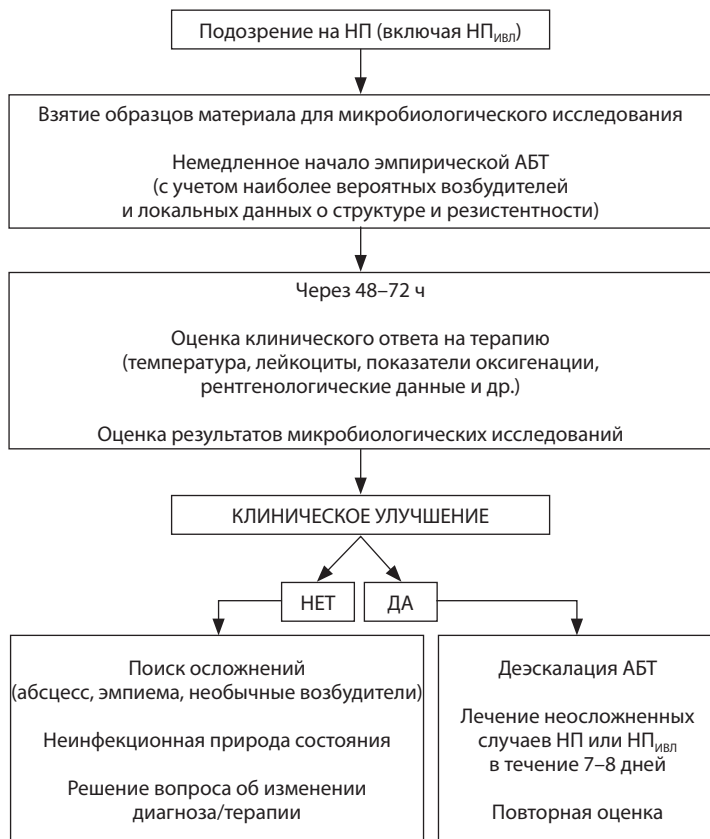 Подозрение на НП (включая НПивл)
Взятие образцов материала для микробиологического исследования
Немедленное начало эмпирической АБТ
(с учетом наиболее вероятных возбудителей
и локальных данных о структуре и резистентности)
Через 48–72 ч
Оценка клинического ответа на терапию
(температура, лейкоциты, показатели оксигенации,
рентгенологические данные и др.)
Оценка результатов микробиологических исследований
КЛИНИЧЕСКОЕ УЛУЧШЕНИЕ
НЕТ
ДА
Поиск осложнений
(абсцесс, эмпиема, необычные возбудители)
Неинфекционная природа состояния
Решение вопроса об изменении
диагноза/терапии
Деэскалация АБТ
Лечение неосложненных
случаев НП или НПивл
в течение 7–8 дней
Повторная оценка